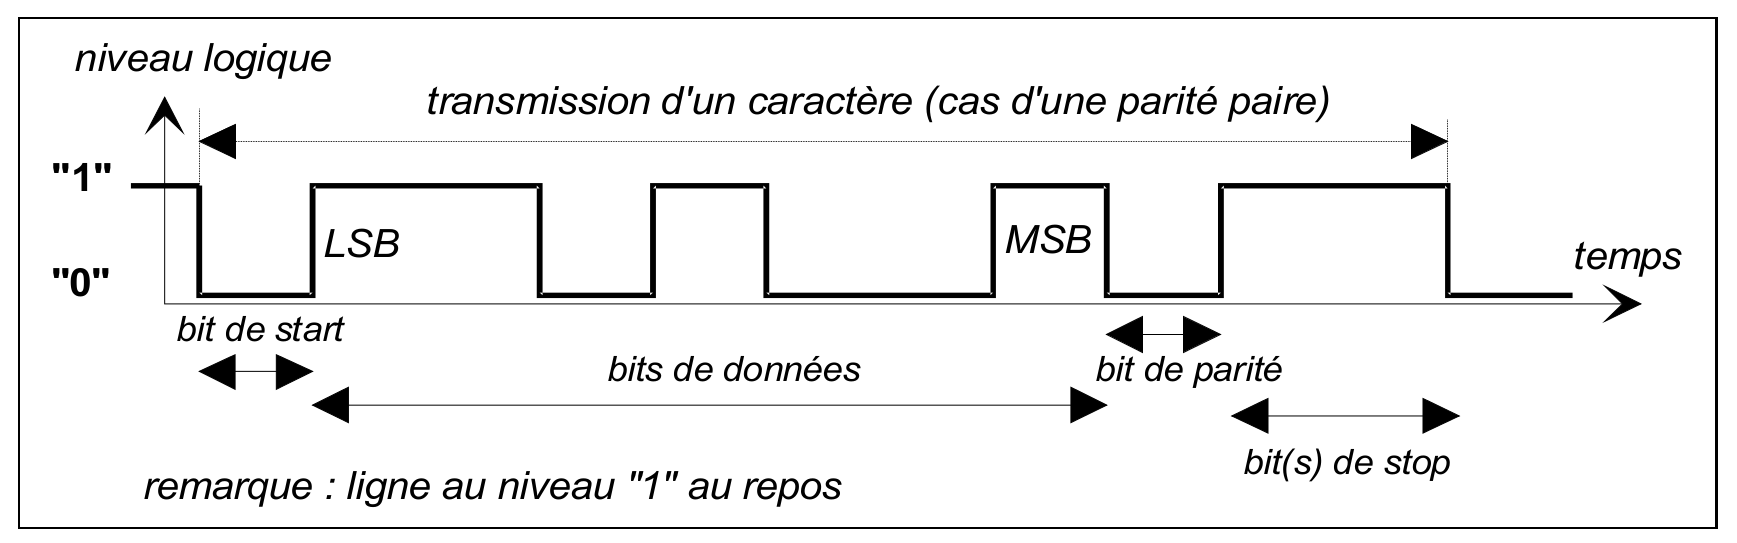 niveau logique
transmission d'un caractère (cas d'une parité paire)
"1"
LSB
MSB
temps
"0"
bit de start
bits de données
bit de parité
bit(s) de stop
remarque : ligne au niveau "1" au repos